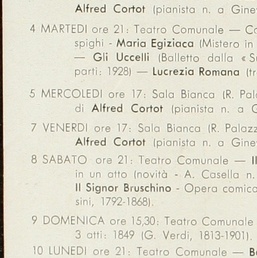 Alfred Cortot (pianista n. a Gine
4 MARTEDI ore 21: Teatro Comunale — Co
spighi - Maria Egiziaca (Mistero in
— Gli Uccelli (Balletto dalla « S
parti; 1928) — Lucrezia Romana (tr
5 MERCOLEDI ore 17: Sala Bianca (R. Pal
di Alfred Cortot (pianista n. a G
7 VENERDI ore 17: Sala Bianca (R. Palazz
Alfred Cortot (pianista n. a Gine
8 SABATO ore 21: Teatro Comunale — Il
in un atto (novità - A. Casella n.
Il Signor Bruschino - Opera comica
sini, 1792-1868).
9 DOMENICA ore 15,30: Teatro Comunale
3 atti: 1849 (G. Verdi, 1813-1901).
10 LUNEDI ore 21: Teatro Comunale — B